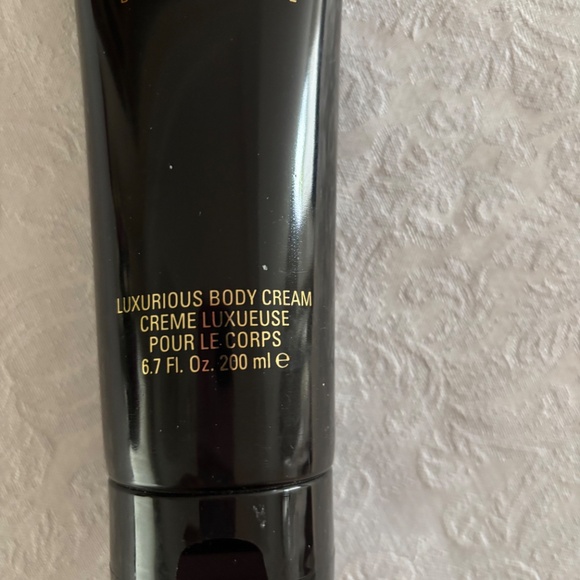 LUXURIOUS BODY CREAM
CREME LUXUEUSE
POUR LE CORPS
6.7 Fl. Oz. 200 ml ℮